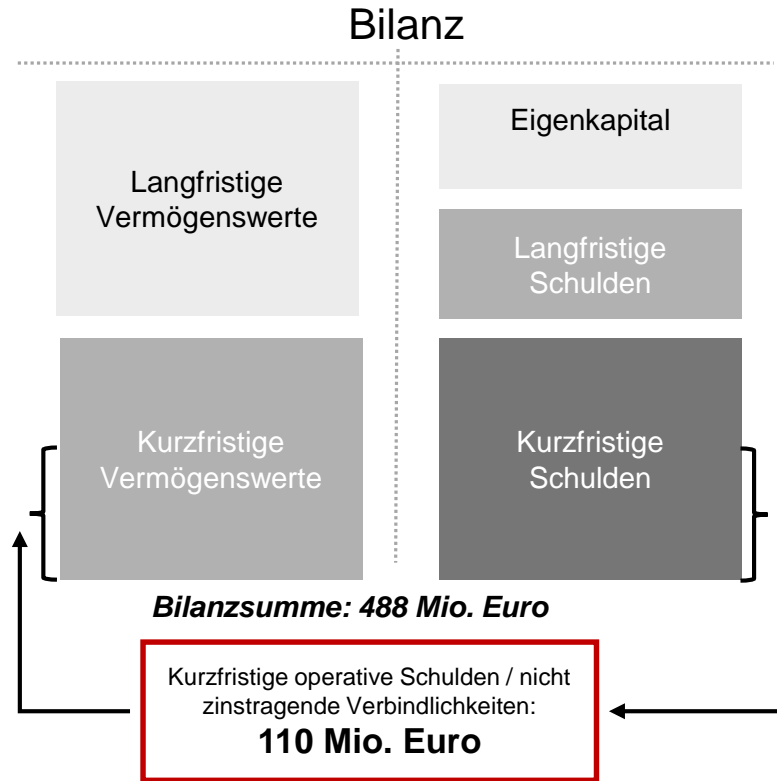 Bilanz
Langfristige
Vermögenswerte
Kurzfristige
Vermögenswerte
Eigenkapital
Langfristige
Schulden
Kurzfristige
Schulden
Bilanzsumme: 488 Mio. Euro
Kurzfristige operative Schulden / nicht
zinstragende Verbindlichkeiten:
110 Mio. Euro